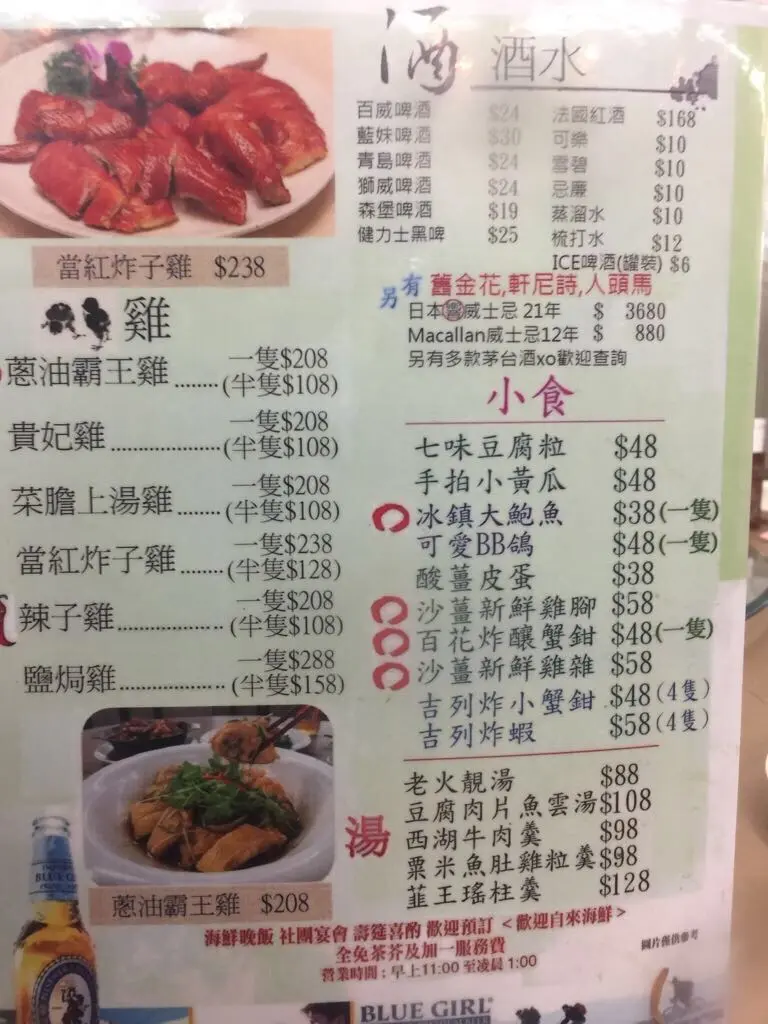 當紅炸子雞 $238
雞
蔥油霸王雞........ 一隻$208
(半隻$108)
貴妃雞.................... 一隻$208
(半隻$108)
菜膽上湯雞........ 一隻$208
(半隻$108)
當紅炸子雞........ 一隻$238
(半隻$128)
辣子雞................... 一隻$208
(半隻$108)
鹽焗雞................... 一隻$288
(半隻$158)
蔥油霸王雞 $208
酒 酒水
百威啤酒 $24
藍妹啤酒 $30
青島啤酒 $24
獅威啤酒 $24
森堡啤酒 $19
健力士黑啤 $25
法國紅酒 $168
可樂 $10
雪碧 $10
忌廉 $10
蒸溜水 $10
梳打水 $12
ICE啤酒(罐裝) $6
另有 舊金花,軒尼詩,人頭馬
日本響威士忌 21年 $ 3680
Macallan威士忌12年 $ 880
另有多款茅台酒xo歡迎查詢
小食
七味豆腐粒 $48
手拍小黃瓜 $48
冰鎮大鮑魚 $38(一隻)
可愛BB鴿 $48(一隻)
酸薑皮蛋 $38
沙薑新鮮雞腳 $58
百花炸釀蟹鉗 $48(一隻)
沙薑新鮮雞雜 $58
吉列炸小蟹鉗 $48(4隻)
吉列炸蝦 $58(4隻)
湯
老火靚湯 $88
豆腐肉片魚雲湯 $108
西湖牛肉羹 $98
粟米魚肚雞粒羹 $98
韮王瑤柱羹 $128
海鮮晚飯 社團宴會 壽筵喜酌 歡迎預訂 <歡迎自來海鮮>
全免茶芥及加一服務費
營業時間:早上11:00 至凌晨 1:00
圖片僅供參考
BLUE GIRL